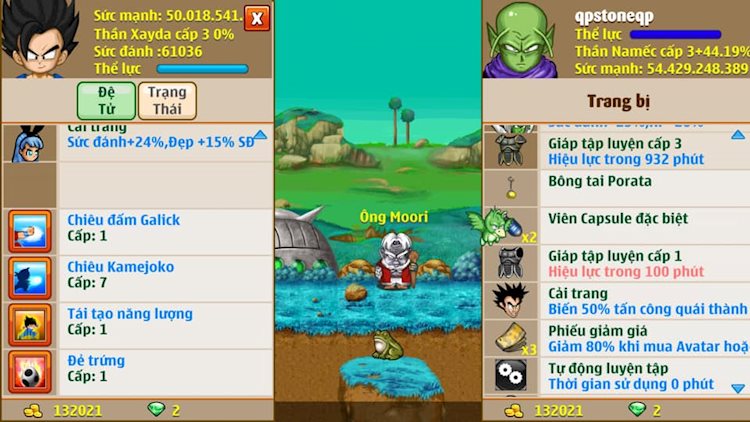 Sức mạnh: 50.018.541.
X
Thần Xayda cấp 3 0%
Sức đánh :61036
Thể lực
Đệ
Tử
Trạng
Thái
Cải trang
Sức đánh+24%,Đẹp +15% SĐ
Chiêu đấm Galick
Cấp: 1
Chiêu Kamejoko
Cấp: 7
Tái tạo năng lượng
Cấp: 1
Đẻ trứng
Cấp: 1
132021
2
Ông Moori
qpstoneqp
Thể lực
Thần Namếc cấp 3+44.19%
Sức mạnh: 54.429.248.389
Trang bị
Giáp tập luyện cấp 3
Hiệu lực trong 932 phút
Bông tai Porata
Viên Capsule đặc biệt
x2
Giáp tập luyện cấp 1
Hiệu lực trong 100 phút
Cải trang
Biến 50% tấn công quái thành
Phiếu giảm giá
x3
Giảm 80% khi mua Avatar hoặ
Tự động luyện tập
Thời gian sử dụng 0 phút
132021
2